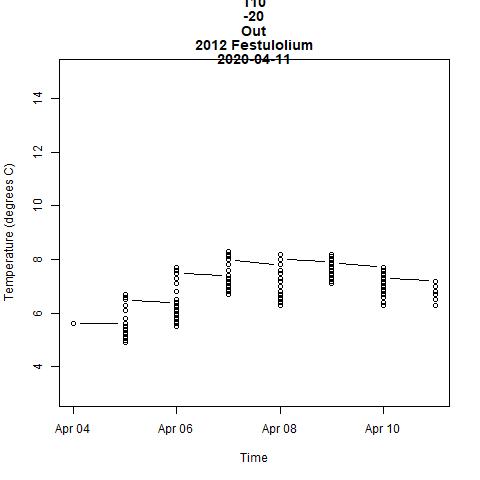 110
-20
Out
2012 Festulolium
2020-04-11
Temperature (degrees C)
14
12
10
8
6
4
Apr 04
Apr 06
Apr 08
Apr 10
Time